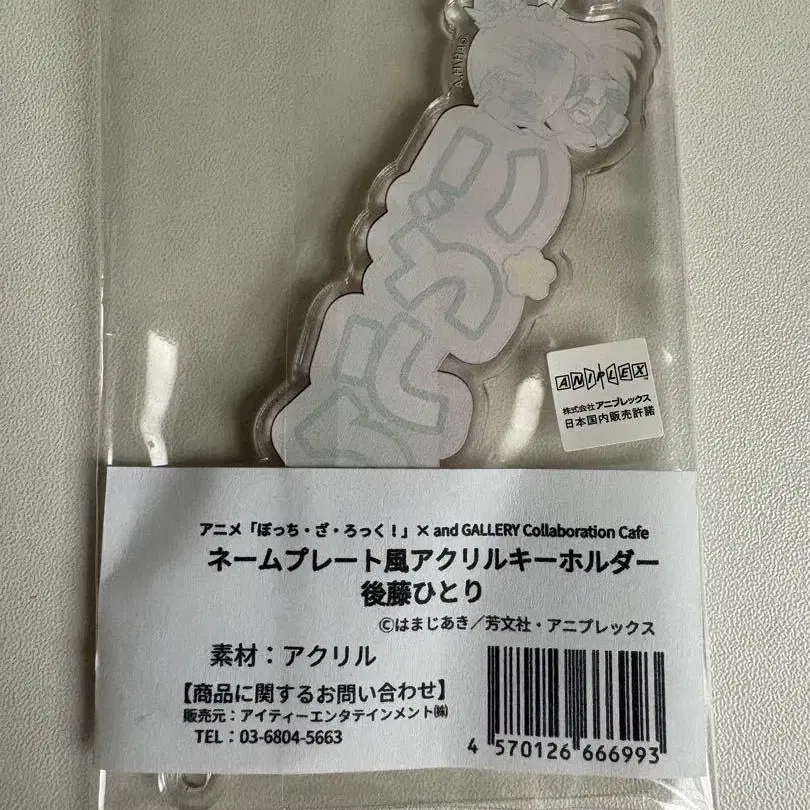 ANIPLEX
株式会社アニプレックス
日本国内販売許諾
アニメ「ぼっち・ざ・ろっく！」× and GALLERY Collaboration Cafe
ネームプレート風アクリルキーホルダー
後藤ひとり
©はまじあき／芳文社・アニプレックス
素材：アクリル
【商品に関するお問い合わせ】
販売元：アイティーエンタテインメント㈱
TEL：03-6804-5663
4 570126 666993